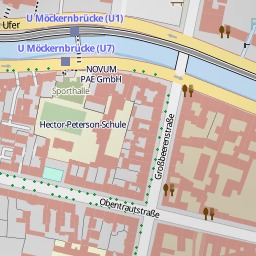 U Möckernbrücke (U1)
Ufer
U Möckernbrücke (U7)
NOVUM
PAE GmbH
Sporthalle
Hector-Peterson-Schule
Großbeerenstraße
Obentrautstraße